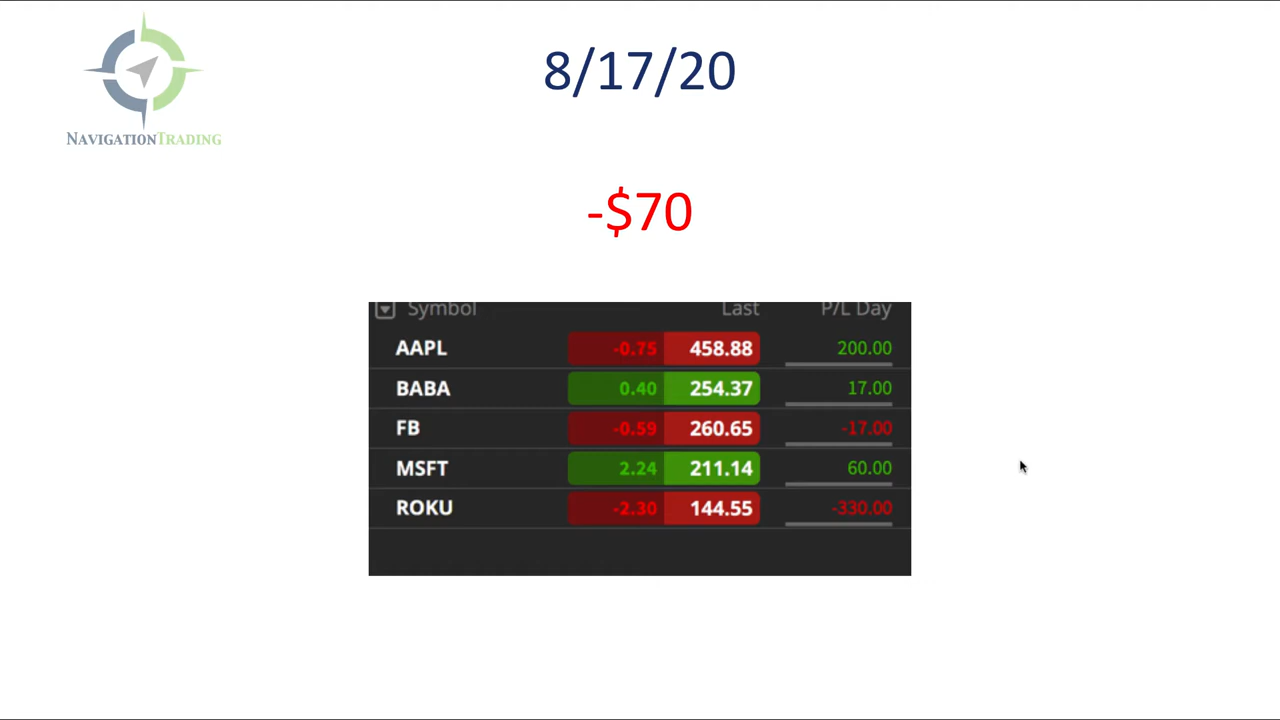 8/17/20
NAVIGATIONTRADING
-$70
Symbol Last P/L Day
AAPL -0.75 458.88 200.00
BABA 0.40 254.37 17.00
FB -0.59 260.65 -17.00
MSFT 2.24 211.14 60.00
ROKU -2.30 144.55 -330.00